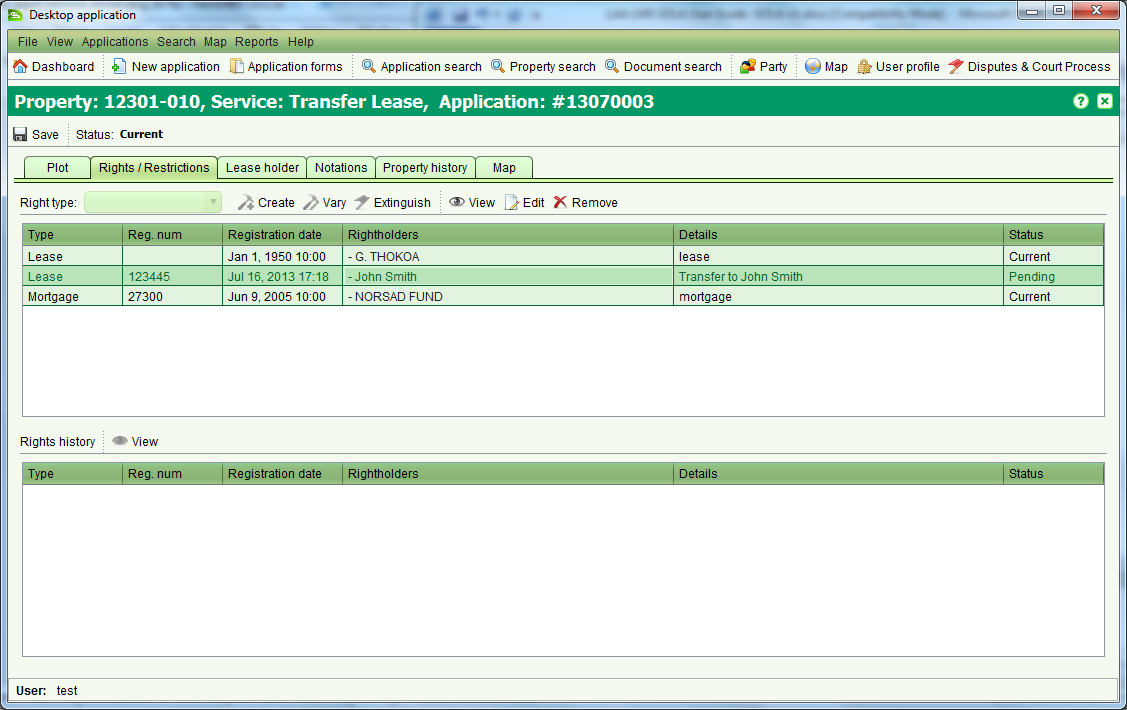 Desktop application
File View Applications Search Map Reports Help
Dashboard New application Application forms Application search Property search Document search Party Map User profile Disputes & Court Process
Property: 12301-010, Service: Transfer Lease, Application: #13070003
Save Status: Current
Plot Rights / Restrictions Lease holder Notations Property history Map
Right type: Create Vary Extinguish View Edit Remove
Type Reg. num Registration date Rightholders Details Status
Lease Jan 1, 1950 10:00 - G. THOKOA lease Current
Lease 123445 Jul 16, 2013 17:18 - John Smith Transfer to John Smith Pending
Mortgage 27300 Jun 9, 2005 10:00 - NORSAD FUND mortgage Current
Rights history View
Type Reg. num Registration date Rightholders Details Status
User: test